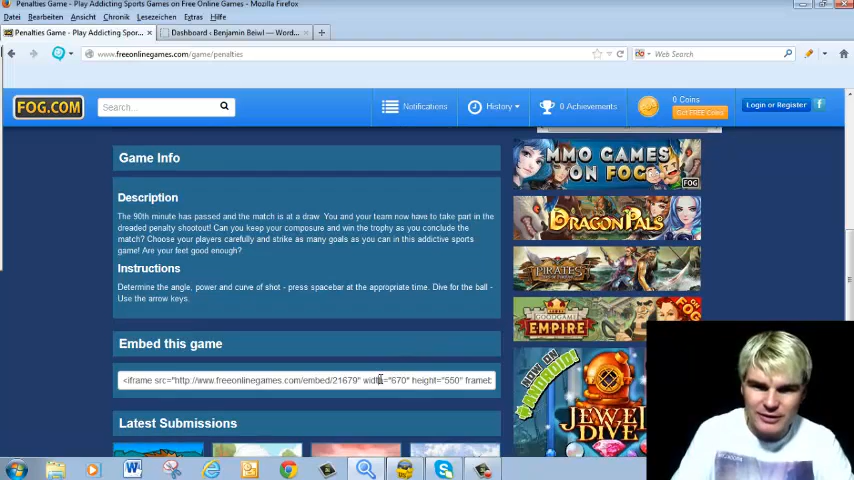 Penalties Game - Play Addicting Sports Games on Free Online Games - Mozilla Firefox
Datei Bearbeiten Ansicht Chronik Lesezeichen Extras Hilfe
Penalties Game - Play Addicting Spor... × Dashboard ‹ Benjamin Beiwl — Word... × +
www.freeonlinegames.com/game/penalties
Web Search
FOG.COM Search... Notifications History 0 Achievements 0 Coins Get FREE Coins Login or Register f
Game Info
MMO GAMES ON FOG
FOG
Description
The 90th minute has passed and the match is at a draw You and your team now have to take part in the
dreaded penalty shootout! Can you keep your composure and win the trophy as you conclude the
match? Choose your players carefully and strike as many goals as you can in this addictive sports
game! Are your feet good enough?
DRAGONPALS
Instructions
PIRATES
Determine the angle, power and curve of shot - press spacebar at the appropriate time. Dive for the ball -
Use the arrow keys.
GOODGAME
EMPIRE
Embed this game
<iframe src="http://www.freeonlinegames.com/embed/21679" width="670" height="550" frameb
NOW ON
ANDROID!
JEWEL
DIVE
Latest Submissions